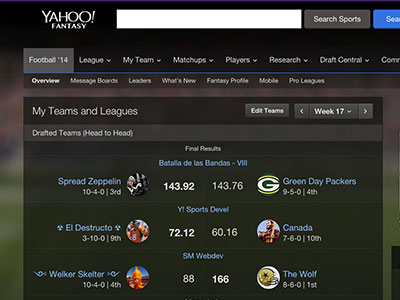 YAHOO!
FANTASY
Search Sports
Football '14 League My Team Matchups Players Research Draft Central
Overview Message Boards Leaders What's New Fantasy Profile Mobile Pro Leagues
My Teams and Leagues Edit Teams < Week 17 >
Drafted Teams (Head to Head)
Final Results
Batalla de las Bandas - VIII
Spread Zeppelin 143.92 143.76 Green Day Packers
10-4-0 | 3rd 9-5-0 | 4th
Y! Sports Devel
☢ El Destructo ☢ 72.12 60.16 Canada
3-10-0 | 9th 7-6-0 | 10th
SM Webdev
Welker Skelter 88 166 The Wolf
10-4-0 | 4th 8-6-0 | 1st